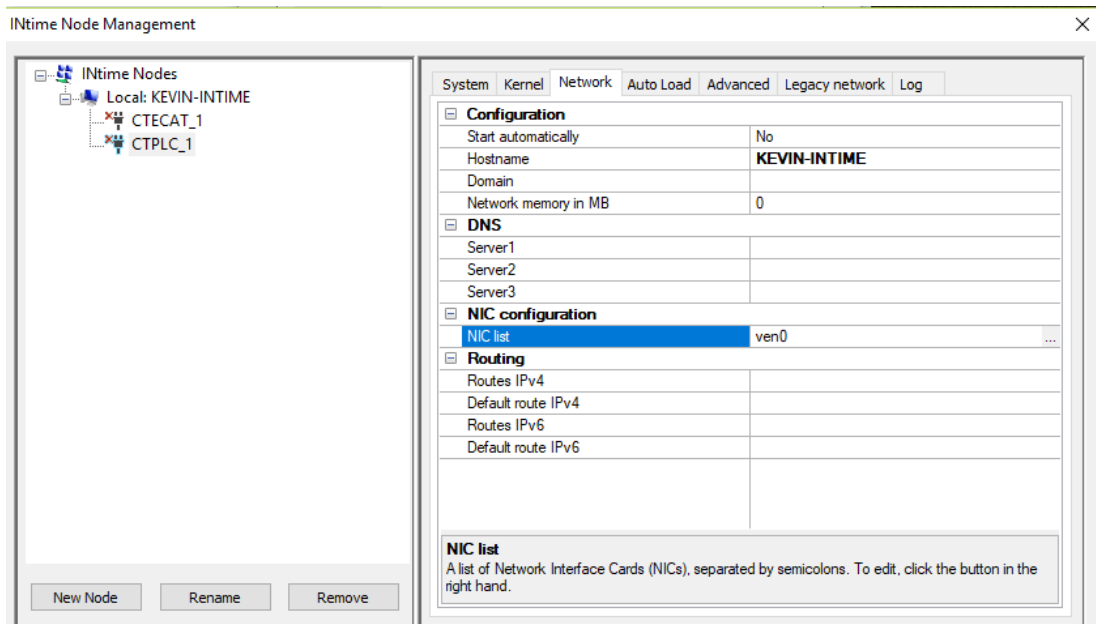 INtime Node Management
INtime Nodes
Local: KEVIN-INTIME
CTECAT_1
CTPLC_1
New Node Rename Remove
System Kernel Network Auto Load Advanced Legacy network Log
Configuration
Start automatically No
Hostname KEVIN-INTIME
Domain
Network memory in MB 0
DNS
Server1
Server2
Server3
NIC configuration
NIC list ven0 ...
Routing
Routes IPv4
Default route IPv4
Routes IPv6
Default route IPv6
NIC list
A list of Network Interface Cards (NICs), separated by semicolons. To edit, click the button in the
right hand.